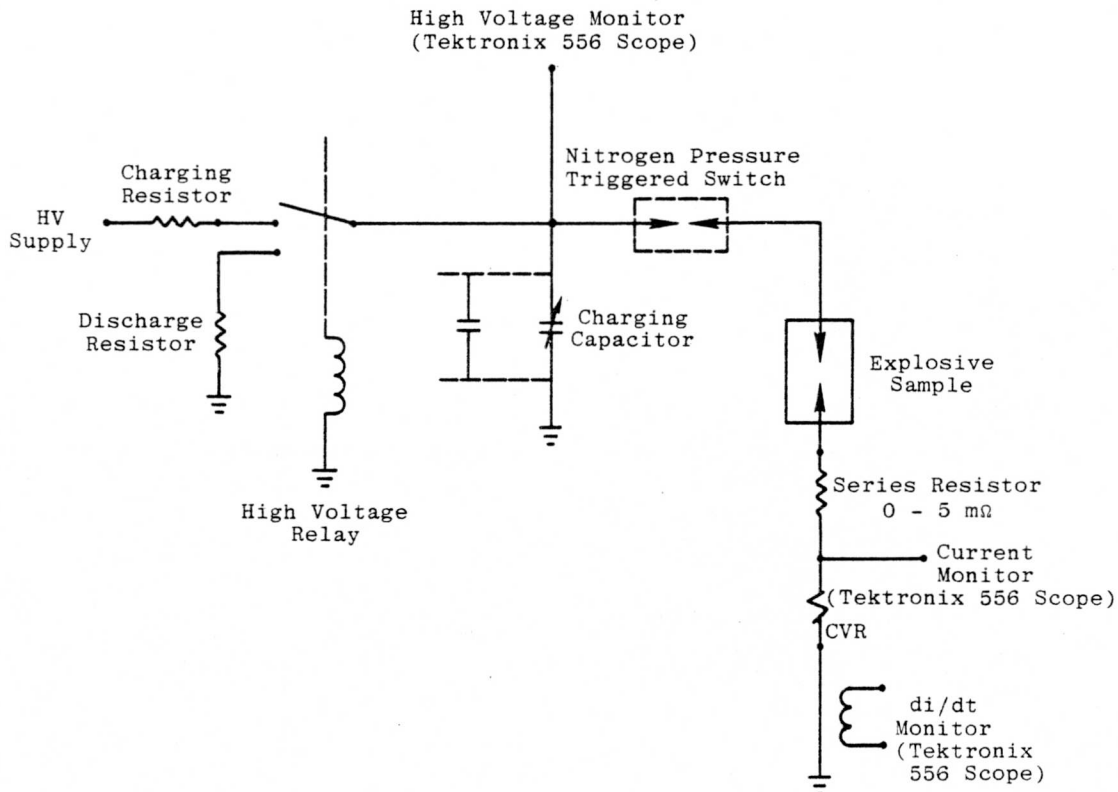 High Voltage Monitor
(Tektronix 556 Scope)
Nitrogen Pressure
Triggered Switch
Charging
Resistor
HV
Supply
Discharge
Resistor
Charging
Capacitor
Explosive
Sample
High Voltage
Relay
Series Resistor
0 - 5 mΩ
Current
Monitor
(Tektronix 556 Scope)
CVR
di/dt
Monitor
(Tektronix
556 Scope)